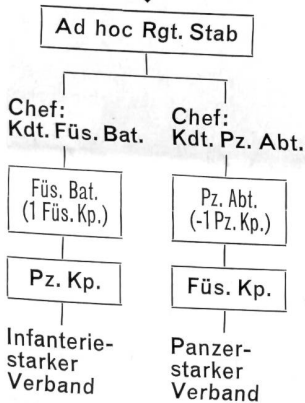 Ad hoc Rgt. Stab
Chef:
Kdt. Füs. Bat.
Füs. Bat.
(1 Füs. Kp.)
Pz. Kp.
Infanterie-
starker
Verband
Chef:
Kdt. Pz. Abt.
Pz. Abt.
(-1 Pz. Kp.)
Füs. Kp.
Panzer-
starker
Verband